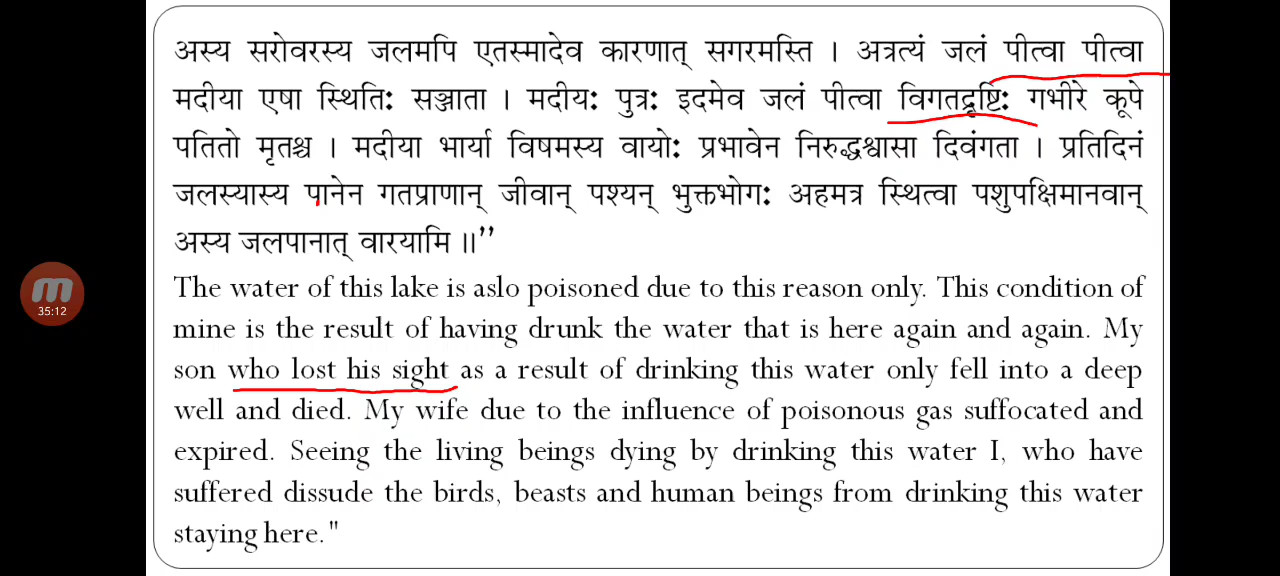 अस्य सरोवरस्य जलमपि एतस्मादेव कारणात् सगरमस्ति । अत्रत्यं जलं पीत्वा पीत्वा
मदीया एषा स्थितिः सञ्जाता । मदीयः पुत्रः इदमेव जलं पीत्वा विगतदृष्टिः गभीरे कूपे
पतितो मृतश्च । मदीया भार्या विषमस्य वायोः प्रभावेन निरुद्धश्वासा दिवंगता । प्रतिदिनं
जलस्यास्य पानेन गतप्राणान् जीवान् पश्यन् भुक्तभोगः अहमत्र स्थित्वा पशुपक्षिमानवान्
अस्य जलपानात् वारयामि ॥’’
The water of this lake is aslo poisoned due to this reason only. This condition of
mine is the result of having drunk the water that is here again and again. My
son who lost his sight as a result of drinking this water only fell into a deep
well and died. My wife due to the influence of poisonous gas suffocated and
expired. Seeing the living beings dying by drinking this water I, who have
suffered dissude the birds, beasts and human beings from drinking this water
staying here."
35:12